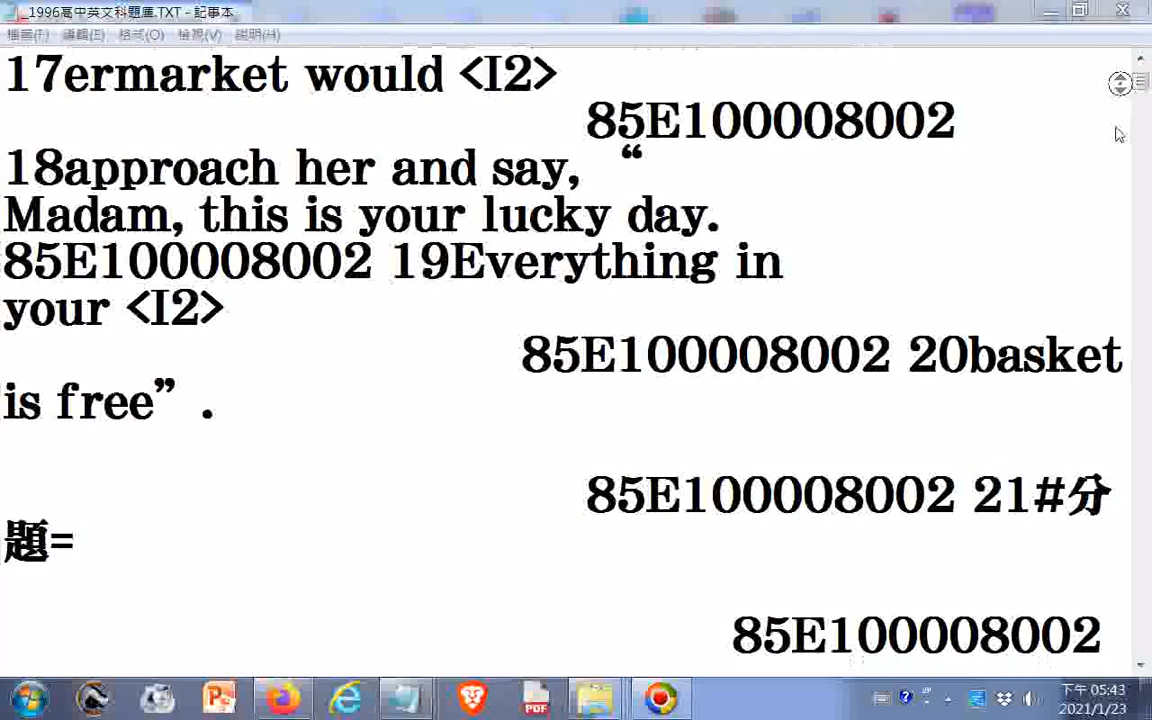 _1996高中英文科題庫.TXT - 記事本
檔案(F) 編輯(E) 格式(O) 檢視(V) 說明(H)
17ermarket would <I2>
85E100008002
18approach her and say, “
Madam, this is your lucky day.
85E100008002 19Everything in
your <I2>
85E100008002 20basket
is free” .
85E100008002 21#分
題=
85E100008002
PDF
下午 05:43
2021/1/23